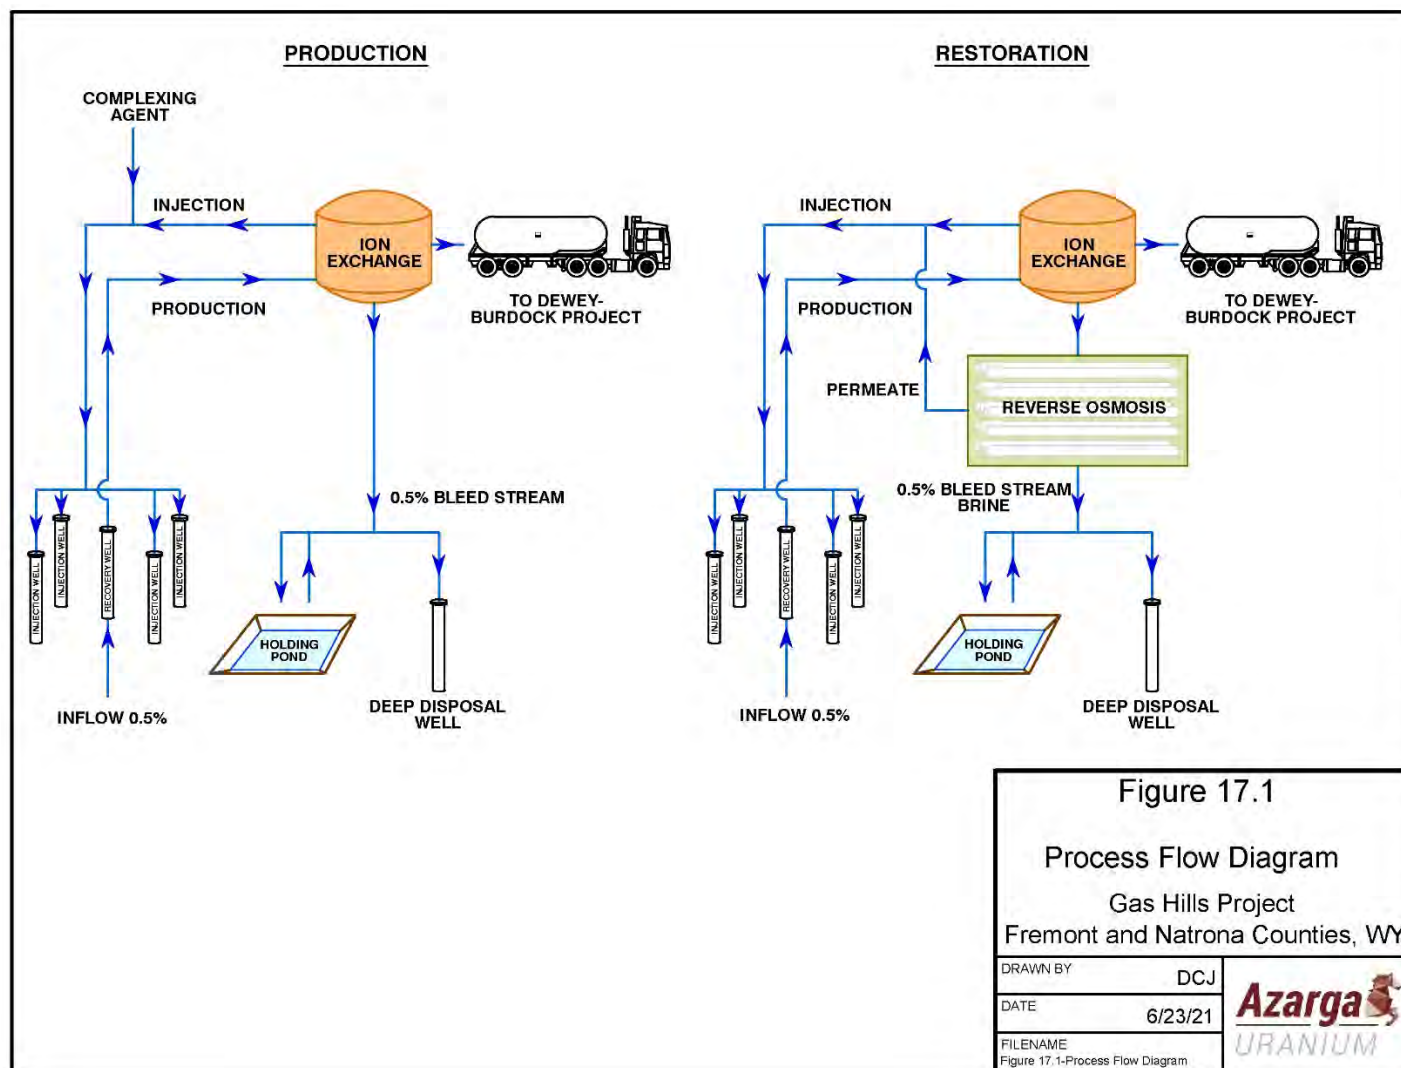 PRODUCTION
COMPLEXING
AGENT
INJECTION
ION
EXCHANGE
PRODUCTION
TO DEWEY-
BURDOCK PROJECT
0.5% BLEED STREAM
INJECTION WELL
INJECTION WELL
RECOVERY WELL
INJECTION WELL
INJECTION WELL
HOLDING
POND
INFLOW 0.5%
DEEP DISPOSAL
WELL
RESTORATION
INJECTION
ION
EXCHANGE
PRODUCTION
TO DEWEY-
BURDOCK PROJECT
PERMEATE
REVERSE OSMOSIS
0.5% BLEED STREAM
BRINE
INJECTION WELL
INJECTION WELL
RECOVERY WELL
INJECTION WELL
INJECTION WELL
HOLDING
POND
INFLOW 0.5%
DEEP DISPOSAL
WELL
Figure 17.1
Process Flow Diagram
Gas Hills Project
Fremont and Natrona Counties, WY
DRAWN BY
DCJ
DATE
6/23/21
FILENAME
Figure 17.1-Process Flow Diagram
Azarga
URANIUM